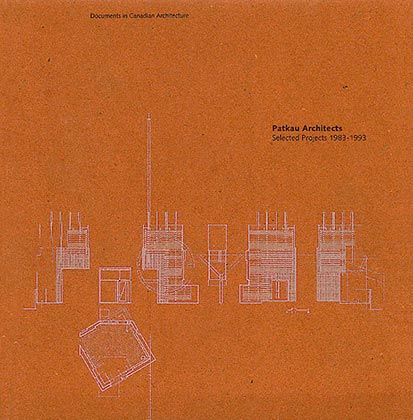 Documents in Canadian Architecture
Patkau Architects
Selected Projects 1983-1993